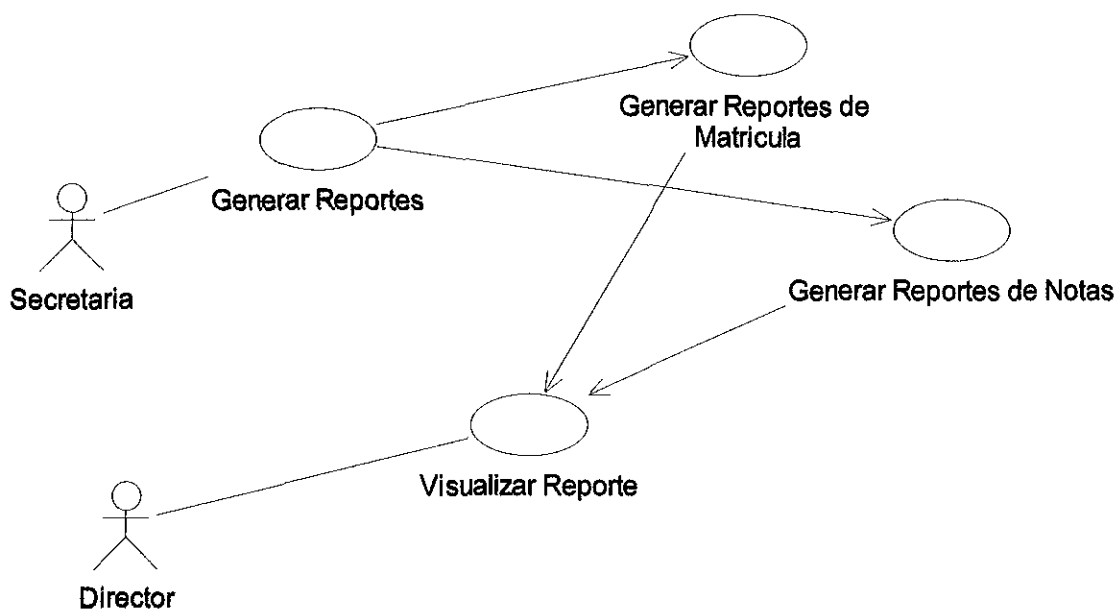 Generar Reportes de
Matricula
Generar Reportes
Secretaria
Generar Reportes de Notas
Visualizar Reporte
Director